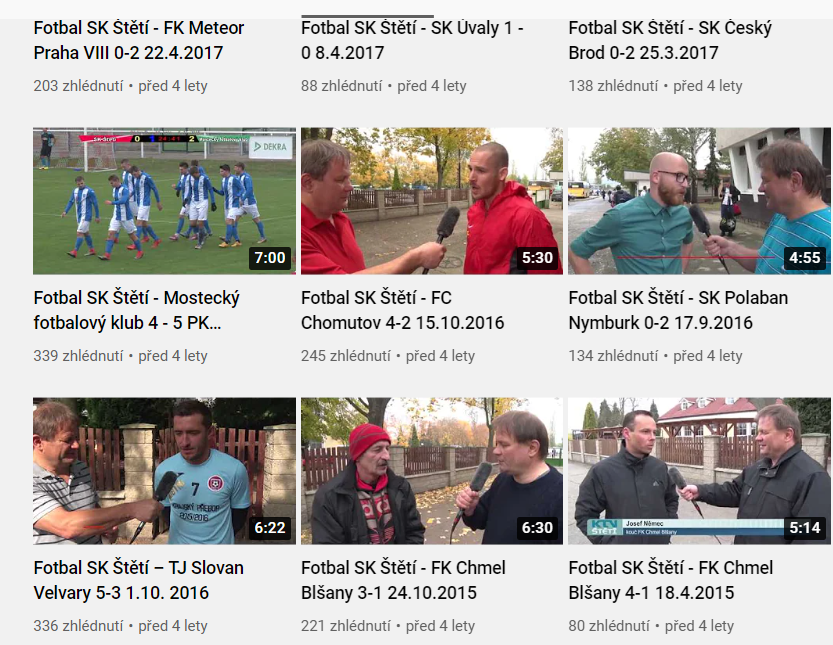 Fotbal SK Štětí - FK Meteor
Praha VIII 0-2 22.4.2017
203 zhlédnutí • před 4 lety
Fotbal SK Štětí - SK Úvaly 1 -
0 8.4.2017
88 zhlédnutí • před 4 lety
Fotbal SK Štětí - SK Český
Brod 0-2 25.3.2017
138 zhlédnutí • před 4 lety
0 2
DEKRA
7:00
5:30
4:55
Fotbal SK Štětí - Mostecký
fotbalový klub 4 - 5 PK...
339 zhlédnutí • před 4 lety
Fotbal SK Štětí - FC
Chomutov 4-2 15.10.2016
245 zhlédnutí • před 4 lety
Fotbal SK Štětí - SK Polaban
Nymburk 0-2 17.9.2016
134 zhlédnutí • před 4 lety
7
2015/2016
6:22
6:30
KTV
ŠTĚTÍ
Josef Němec
kouč FK Chmel Blšany
5:14
Fotbal SK Štětí – TJ Slovan
Velvary 5-3 1.10. 2016
336 zhlédnutí • před 4 lety
Fotbal SK Štětí - FK Chmel
Blšany 3-1 24.10.2015
221 zhlédnutí • před 4 lety
Fotbal SK Štětí - FK Chmel
Blšany 4-1 18.4.2015
80 zhlédnutí • před 4 lety